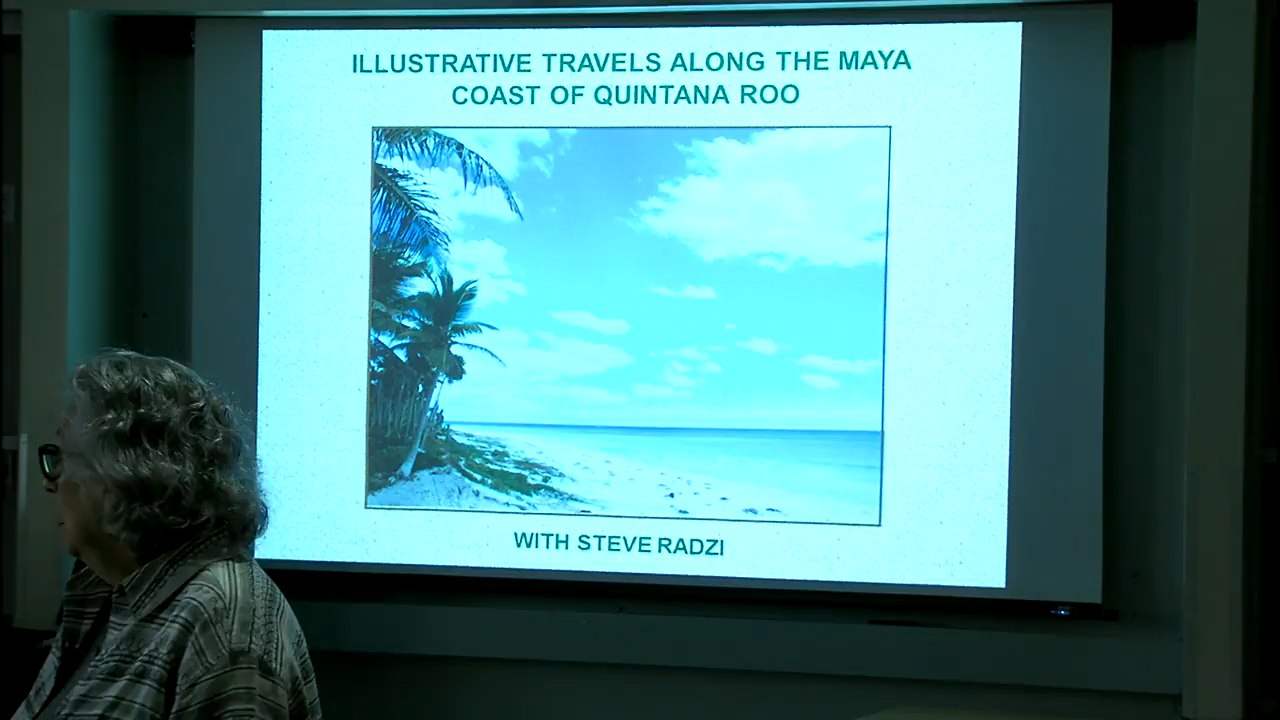 ILLUSTRATIVE TRAVELS ALONG THE MAYA
COAST OF QUINTANA ROO
WITH STEVE RADZI